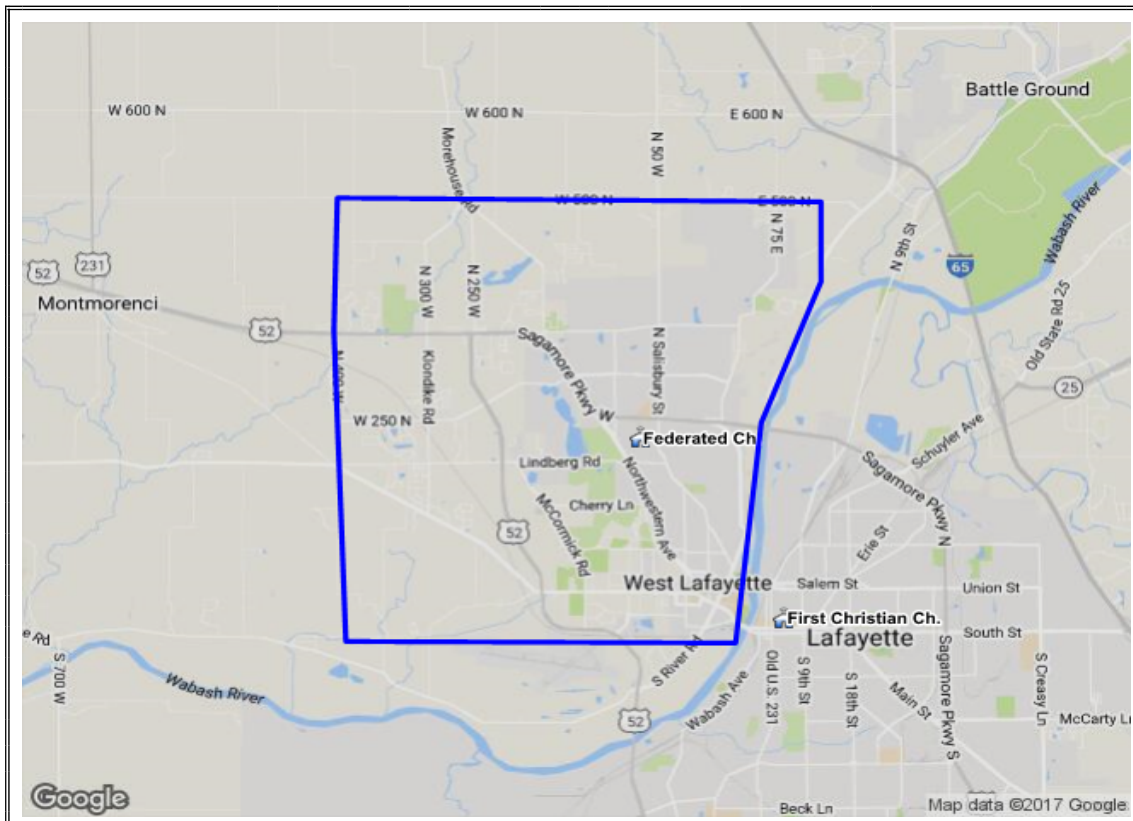 Battle Ground
W 600 N
W 600 N
E 600 N
N 50 W
Morehouse Rd
W 500 N
E 500 N
Wabash River
N 75 E
N 9th St
52
231
65
N 300 W
N 250 W
Montmorenci
52
Old State Rd 25
Sagamore Pkwy W
N Salisbury St
N 400 W
Klondike Rd
25
W 250 N
Federated Ch.
Schuyler Ave
Lindberg Rd
Northwestern Ave
Sagamore Pkwy N
Cherry Ln
McCormick Rd
52
Erie St
West Lafayette
Salem St
Union St
First Christian Ch.
Lafayette
South St
e Rd
S 700 W
S River Rd
Wabash River
52
Wabash Ave
Old U.S. 231
S 9th St
S 18th St
Main St
Sagamore Pkwy S
S Creasy Ln
McCarty Ln
Google
Beck Ln
Map data ©2017 Google